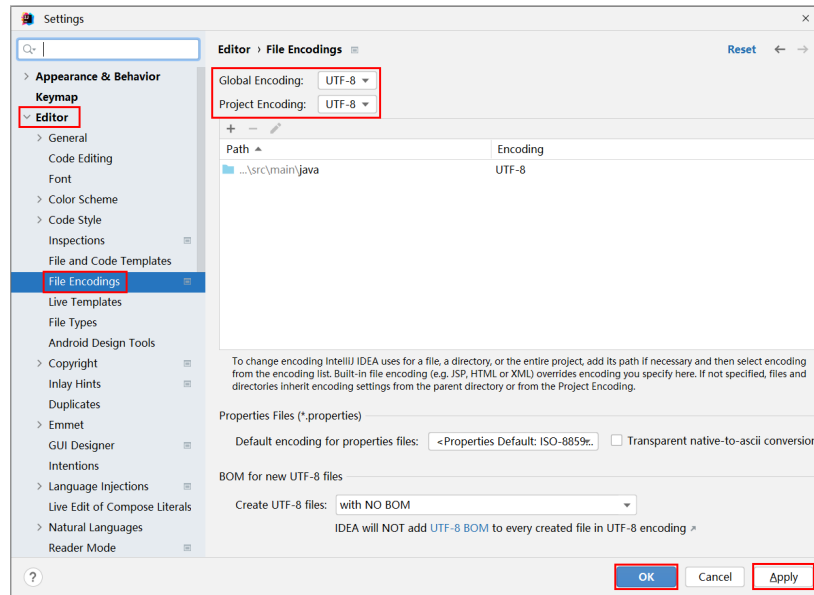 Settings
Editor › File Encodings
Reset
Appearance & Behavior
Keymap
Editor
General
Code Editing
Font
Color Scheme
Code Style
Inspections
File and Code Templates
File Encodings
Live Templates
File Types
Android Design Tools
Copyright
Inlay Hints
Duplicates
Emmet
GUI Designer
Intentions
Language Injections
Live Edit of Compose Literals
Natural Languages
Reader Mode
Global Encoding: UTF-8
Project Encoding: UTF-8
Path Encoding
...\src\main\java UTF-8
To change encoding IntelliJ IDEA uses for a file, a directory, or the entire project, add its path if necessary and then select encoding
from the encoding list. Built-in file encoding (e.g. JSP, HTML or XML) overrides encoding you specify here. If not specified, files and
directories inherit encoding settings from the parent directory or from the Project Encoding.
Properties Files (*.properties)
Default encoding for properties files: <Properties Default: ISO-8859-.. Transparent native-to-ascii conversion
BOM for new UTF-8 files
Create UTF-8 files: with NO BOM
IDEA will NOT add UTF-8 BOM to every created file in UTF-8 encoding ↗
? OK Cancel Apply